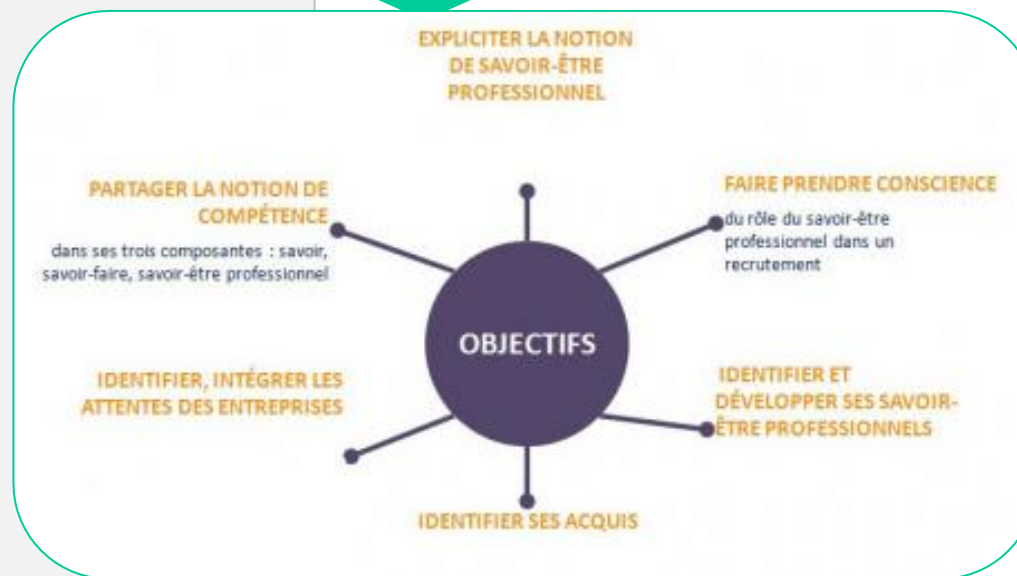 EXPLICITER LA NOTION
DE SAVOIR-ÊTRE
PROFESSIONNEL
PARTAGER LA NOTION DE
COMPÉTENCE
dans ses trois composantes : savoir,
savoir-faire, savoir-être professionnel
FAIRE PRENDRE CONSCIENCE
du rôle du savoir-être
professionnel dans un
recrutement
OBJECTIFS
IDENTIFIER, INTÉGRER LES
ATTENTES DES ENTREPRISES
IDENTIFIER ET
DÉVELOPPER SES SAVOIR-
ÊTRE PROFESSIONNELS
IDENTIFIER SES ACQUIS